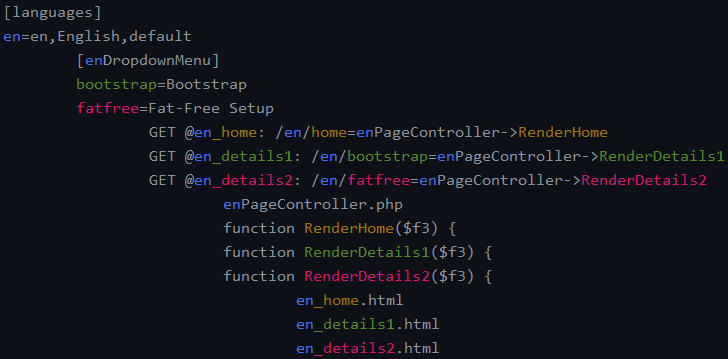 [languages]
en=en,English,default
[enDropdownMenu]
bootstrap=Bootstrap
fatfree=Fat-Free Setup
GET @en_home: /en/home=enPageController->RenderHome
GET @en_details1: /en/bootstrap=enPageController->RenderDetails1
GET @en_details2: /en/fatfree=enPageController->RenderDetails2
enPageController.php
function RenderHome($f3) {
function RenderDetails1($f3) {
function RenderDetails2($f3) {
en_home.html
en_details1.html
en_details2.html